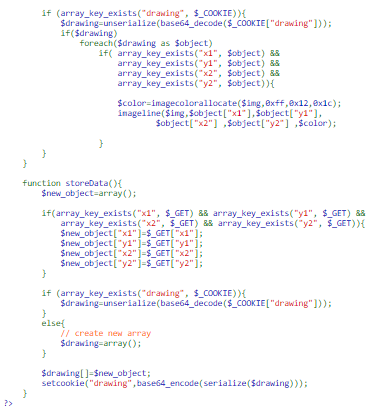 if (array_key_exists("drawing", $_COOKIE)){
$drawing=unserialize(base64_decode($_COOKIE["drawing"]));
if($drawing)
foreach($drawing as $object)
if( array_key_exists("x1", $object) &&
array_key_exists("y1", $object) &&
array_key_exists("x2", $object) &&
array_key_exists("y2", $object)){
$color=imagecolorallocate($img,0xff,0x12,0x1c);
imageline($img,$object["x1"],$object["y1"],
$object["x2"] ,$object["y2"] ,$color);
}
}
}
function storeData(){
$new_object=array();
if(array_key_exists("x1", $_GET) && array_key_exists("y1", $_GET) &&
array_key_exists("x2", $_GET) && array_key_exists("y2", $_GET)){
$new_object["x1"]=$_GET["x1"];
$new_object["y1"]=$_GET["y1"];
$new_object["x2"]=$_GET["x2"];
$new_object["y2"]=$_GET["y2"];
}
if (array_key_exists("drawing", $_COOKIE)){
$drawing=unserialize(base64_decode($_COOKIE["drawing"]));
}
else{
// create new array
$drawing=array();
}
$drawing[]=$new_object;
setcookie("drawing",base64_encode(serialize($drawing)));
}
?>